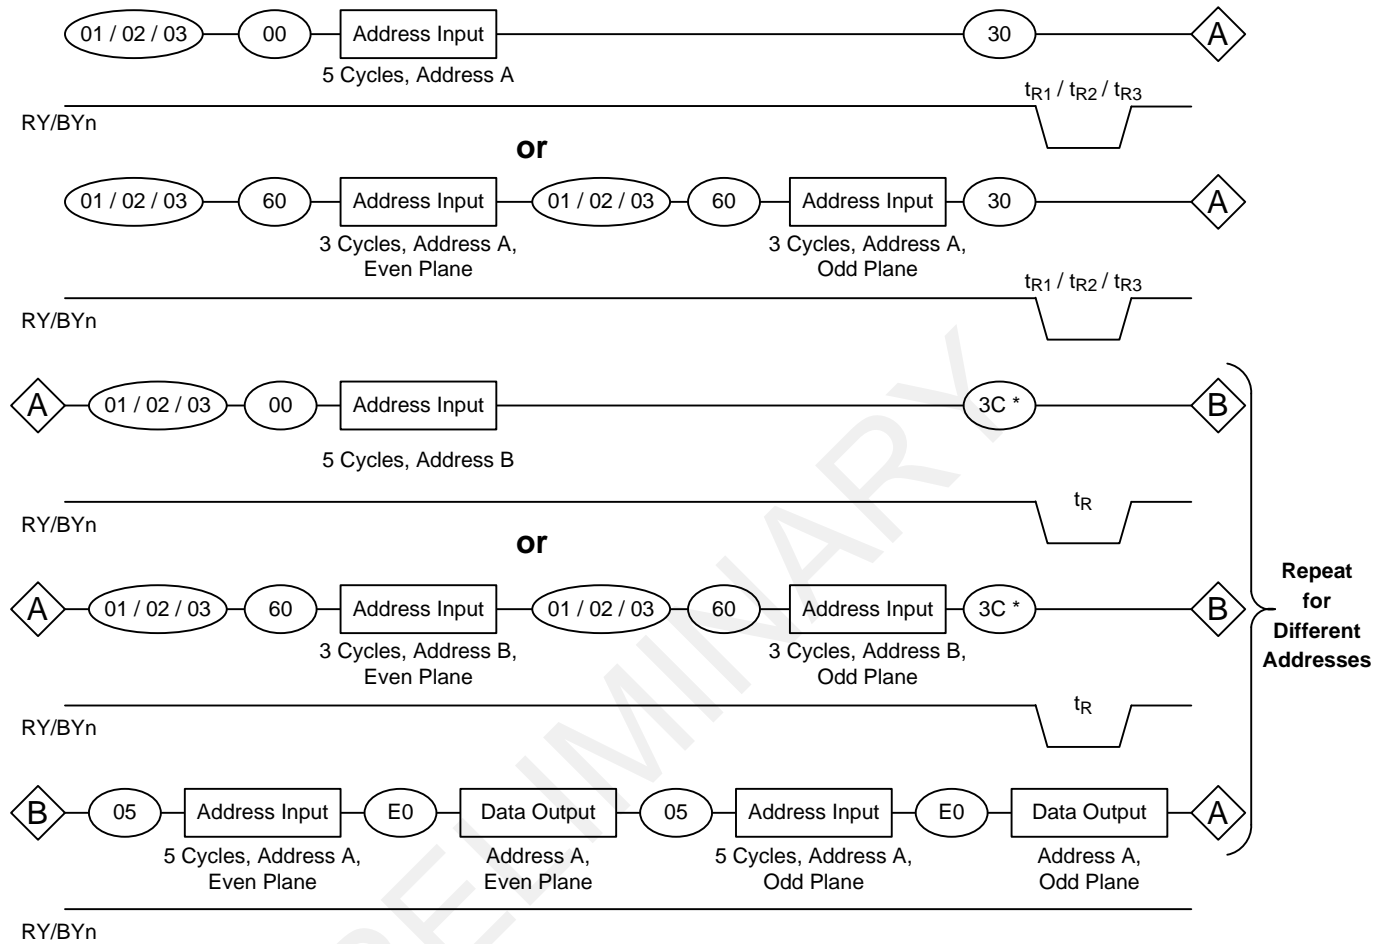 01 / 02 / 03 00 Address Input 30 A
5 Cycles, Address A
tR1 / tR2 / tR3
RY/BYn
or
01 / 02 / 03 60 Address Input 01 / 02 / 03 60 Address Input 30 A
3 Cycles, Address A, 3 Cycles, Address A,
Even Plane Odd Plane
tR1 / tR2 / tR3
RY/BYn
A 01 / 02 / 03 00 Address Input 3C * B
5 Cycles, Address B
tR
RY/BYn
or
A 01 / 02 / 03 60 Address Input 01 / 02 / 03 60 Address Input 3C * B
3 Cycles, Address B, 3 Cycles, Address B,
Even Plane Odd Plane
tR
RY/BYn
Repeat
for
Different
Addresses
B 05 Address Input E0 Data Output 05 Address Input E0 Data Output A
5 Cycles, Address A, Address A, 5 Cycles, Address A, Address A,
Even Plane Even Plane Odd Plane Odd Plane
RY/BYn
PRELIMINARY